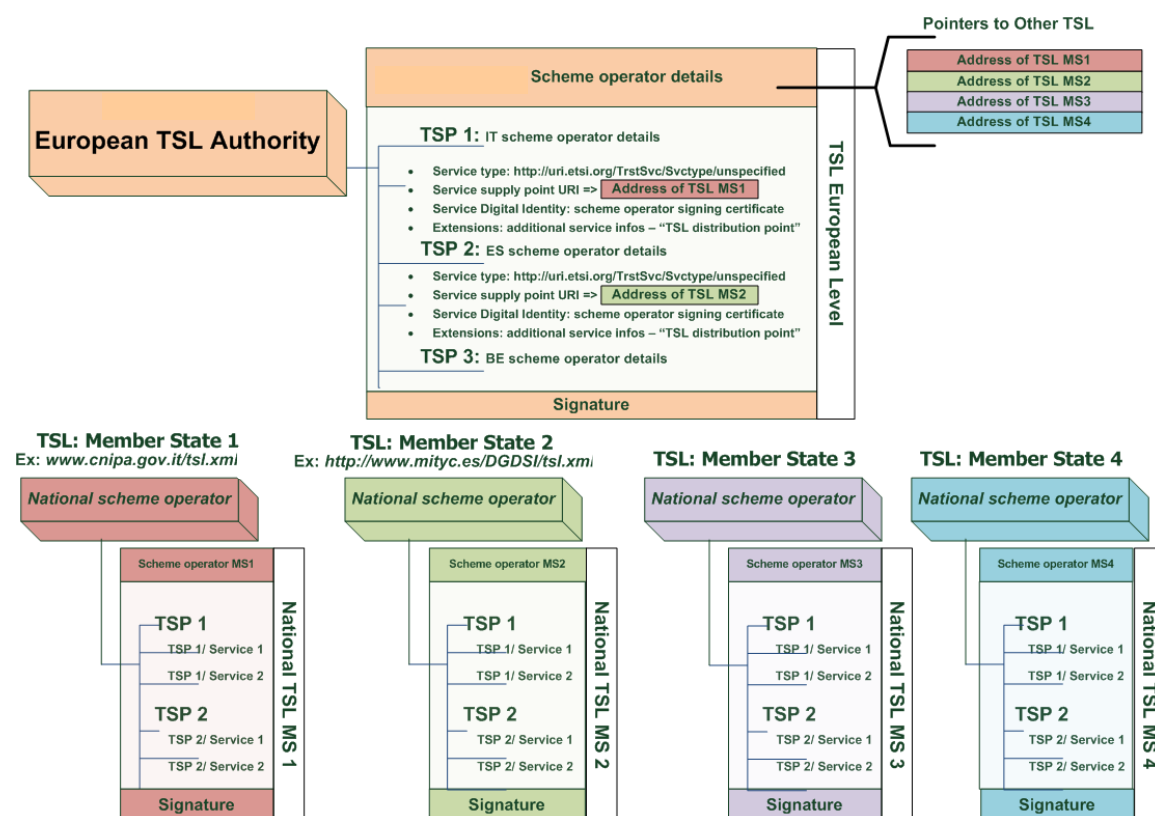 Pointers to Other TSL
Address of TSL MS1
Address of TSL MS2
Address of TSL MS3
Address of TSL MS4
European TSL Authority
Scheme operator details
TSP 1: IT scheme operator details
• Service type: http://uri.etsi.org/TrstSvc/Svctype/unspecified
• Service supply point URI => Address of TSL MS1
• Service Digital Identity: scheme operator signing certificate
• Extensions: additional service infos – “TSL distribution point”
TSP 2: ES scheme operator details
• Service type: http://uri.etsi.org/TrstSvc/Svctype/unspecified
• Service supply point URI => Address of TSL MS2
• Service Digital Identity: scheme operator signing certificate
• Extensions: additional service infos – “TSL distribution point”
TSP 3: BE scheme operator details
Signature
TSL European Level
TSL: Member State 1
Ex: www.cnipa.gov.it/tsl.xml
National scheme operator
Scheme operator MS1
TSP 1
TSP 1/ Service 1
TSP 1/ Service 2
TSP 2
TSP 2/ Service 1
TSP 2/ Service 2
Signature
National TSL MS 1
TSL: Member State 2
Ex: http://www.mityc.es/DGDSI/tsl.xml
National scheme operator
Scheme operator MS2
TSP 1
TSP 1/ Service 1
TSP 1/ Service 2
TSP 2
TSP 2/ Service 1
TSP 2/ Service 2
Signature
National TSL MS 2
TSL: Member State 3
National scheme operator
Scheme operator MS3
TSP 1
TSP 1/ Service 1
TSP 1/ Service 2
TSP 2
TSP 2/ Service 1
TSP 2/ Service 2
Signature
National TSL MS 3
TSL: Member State 4
National scheme operator
Scheme operator MS4
TSP 1
TSP 1/ Service 1
TSP 1/ Service 2
TSP 2
TSP 2/ Service 1
TSP 2/ Service 2
Signature
National TSL MS 4